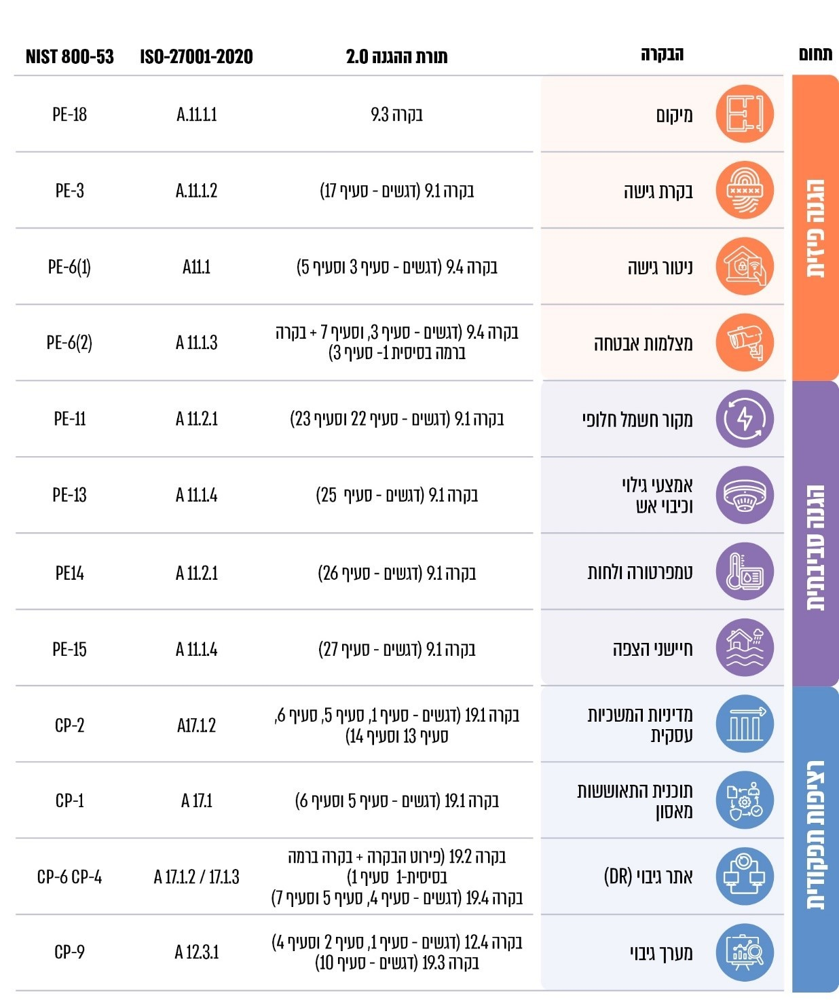 תחום הבקרה תורת ההגנה 2.0 ISO-27001-2020 NIST 800-53
הגנה פיזית
מיקום בקרה 9.3 A.11.1.1 PE-18
בקרת גישה בקרה 9.1 (דגשים - סעיף 17) A.11.1.2 PE-3
ניטור גישה בקרה 9.4 (דגשים - סעיף 3 וסעיף 5) A11.1 PE-6(1)
מצלמות אבטחה בקרה 9.4 (דגשים - סעיף 3, וסעיף 7 + בקרה
ברמה בסיסית 1- סעיף 3) A 11.1.3 PE-6(2)
הגנה סביבתית
מקור חשמל חלופי בקרה 9.1 (דגשים - סעיף 22 וסעיף 23) A 11.2.1 PE-11
אמצעי גילוי
וכיבוי אש בקרה 9.1 (דגשים - סעיף 25) A 11.1.4 PE-13
טמפרטורה ולחות בקרה 9.1 (דגשים - סעיף 26) A 11.2.1 PE14
חיישני הצפה בקרה 9.1 (דגשים - סעיף 27) A 11.1.4 PE-15
רציפות תפקודית
מדיניות המשכיות
עסקית
בקרה 19.1 (דגשים - סעיף 1, סעיף 5, סעיף 6,
סעיף 13 וסעיף 14) A17.1.2 CP-2
תוכנית התאוששות
מאסון בקרה 19.1 (דגשים - סעיף 5 וסעיף 6) A 17.1 CP-1
אתר גיבוי (DR)
בקרה 19.2 (פירוט הבקרה + בקרה ברמה
בסיסית-1 סעיף 1)
בקרה 19.4 (דגשים - סעיף 4, סעיף 5 וסעיף 7)
A 17.1.2 / 17.1.3 CP-6 CP-4
מערך גיבוי
בקרה 12.4 (דגשים - סעיף 1, סעיף 2 וסעיף 4)
בקרה 19.3 (דגשים - סעיף 10)
A 12.3.1 CP-9